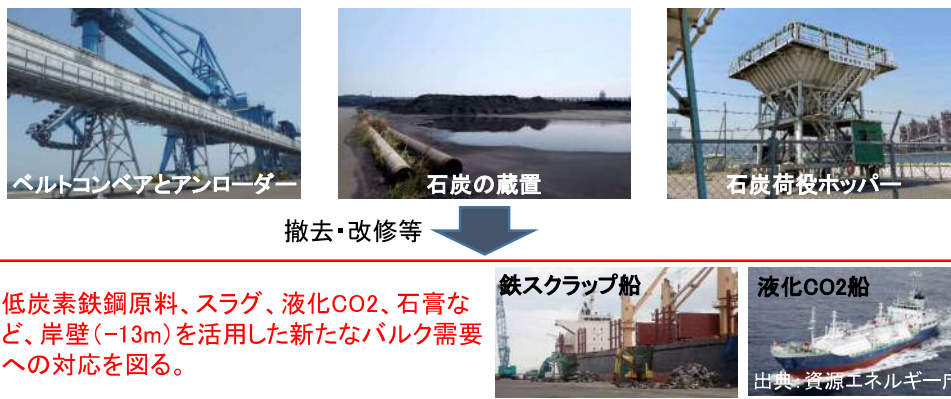 ベルトコンベアとアンローダー
石炭の蔵置
石炭荷役ホッパー
撤去・改修等
鉄スクラップ船
液化CO2船
低炭素鉄鋼原料、スラグ、液化CO2、石膏な
ど、岸壁(-13m)を活用した新たなバルク需要
への対応を図る。
出典:資源エネルギー庁